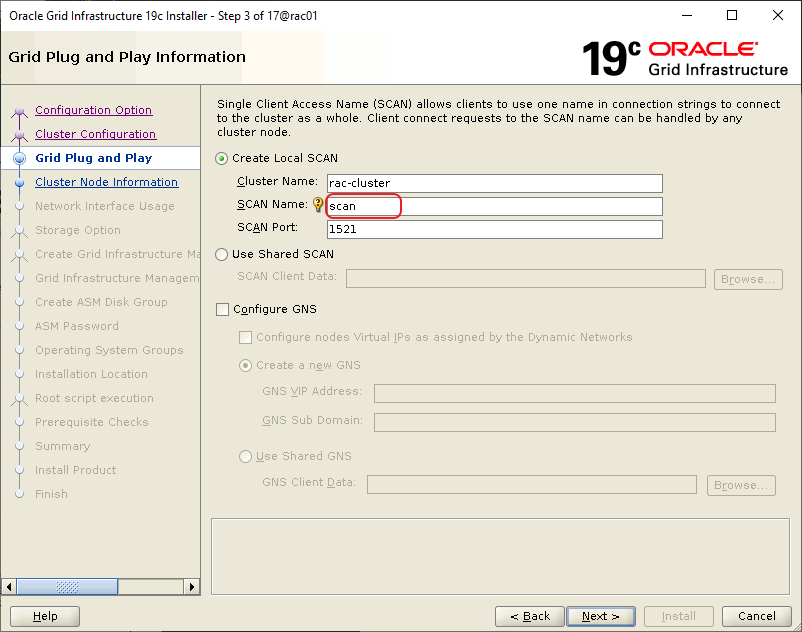 Oracle Grid Infrastructure 19c Installer - Step 3 of 17@rac01
Grid Plug and Play Information
19c ORACLE
Grid Infrastructure
Configuration Option
Cluster Configuration
Grid Plug and Play
Cluster Node Information
Network Interface Usage
Storage Option
Create Grid Infrastructure Ma
Grid Infrastructure Managem
Create ASM Disk Group
ASM Password
Operating System Groups
Installation Location
Root script execution
Prerequisite Checks
Summary
Install Product
Finish
Single Client Access Name (SCAN) allows clients to use one name in connection strings to connect
to the cluster as a whole. Client connect requests to the SCAN name can be handled by any
cluster node.
Create Local SCAN
Cluster Name: rac-cluster
SCAN Name: scan
SCAN Port: 1521
Use Shared SCAN
SCAN Client Data: Browse...
Configure GNS
Configure nodes Virtual IPs as assigned by the Dynamic Networks
Create a new GNS
GNS VIP Address:
GNS Sub Domain:
Use Shared GNS
GNS Client Data: Browse...
Help < Back Next > Install Cancel